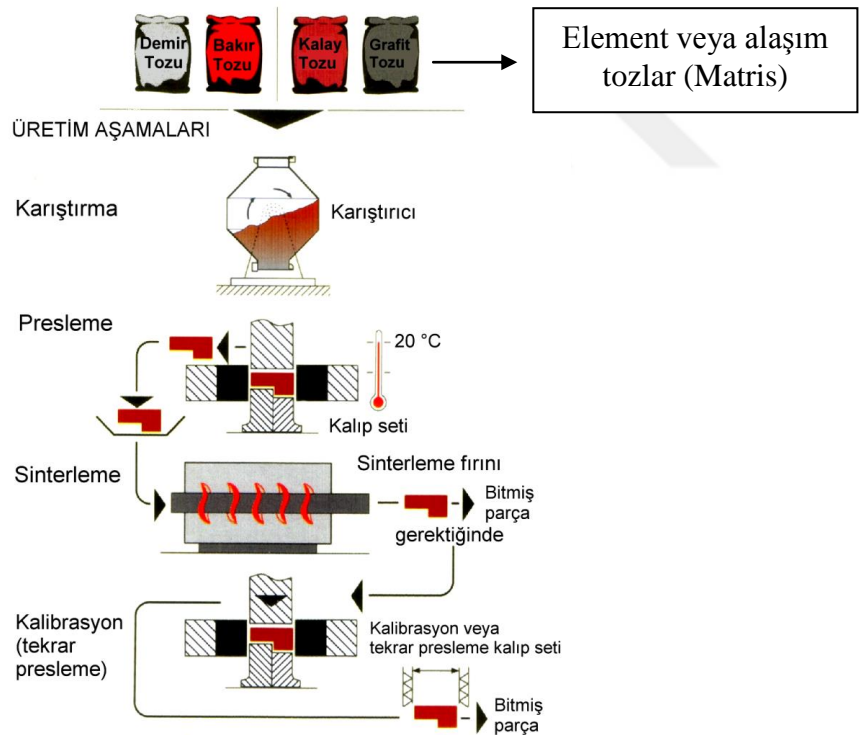 Demir
Tozu
Bakır
Tozu
Kalay
Tozu
Grafit
Tozu
Element veya alaşım
tozlar (Matris)
ÜRETİM AŞAMALARI
Karıştırma
Karıştırıcı
Presleme
20 °C
Kalıp seti
Sinterleme
Sinterleme fırını
Bitmiş
parça
gerektiğinde
Kalibrasyon
(tekrar
presleme)
Kalibrasyon veya
tekrar presleme kalıp seti
Bitmiş
parça